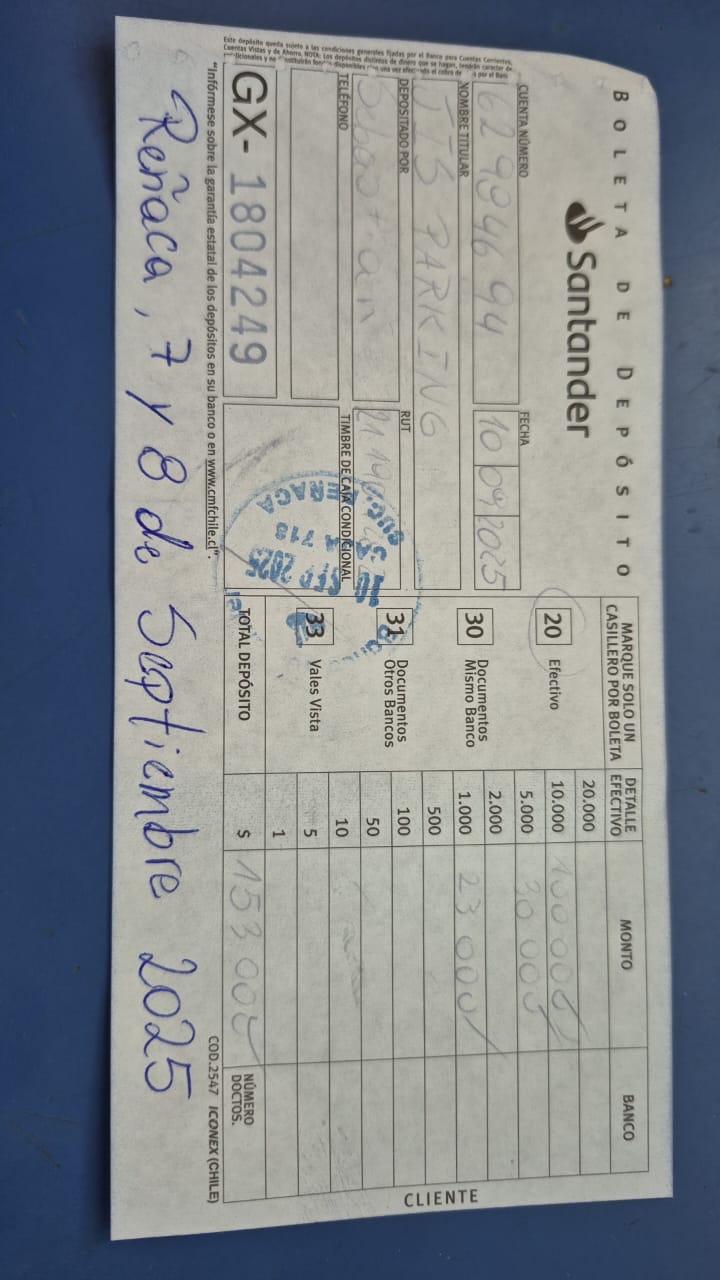 BOLETA DE DEPÓSITO
Santander
CUENTA NÚMERO
FECHA
10 09 2025
NOMBRE TITULAR
PARKING
DEPOSITADO POR
RUT
Sebastian
TELÉFONO
TIMBRE DE CAJA CONDICIONAL
GX- 1804249
SEP 2025
MARQUE SOLO UN
CASILLERO POR BOLETA
20 Efectivo
30 Documentos
Mismo Banco
31 Documentos
Otros Bancos
33 Vales Vista
TOTAL DEPÓSITO
DETALLE
EFECTIVO
MONTO
BANCO
20.000
10.000 100 000
5.000 30 000
2.000
1.000 23 000
500
100
50
10
5
1
$ 153 000
NÚMERO
DOCTOS.
"Infórmese sobre la garantía estatal de los depósitos en su banco o en www.cmfchile.cl".
COD.2547 ICONEX (CHILE)
CLIENTE
Reñaca, 7 y 8 de Septiembre 2025